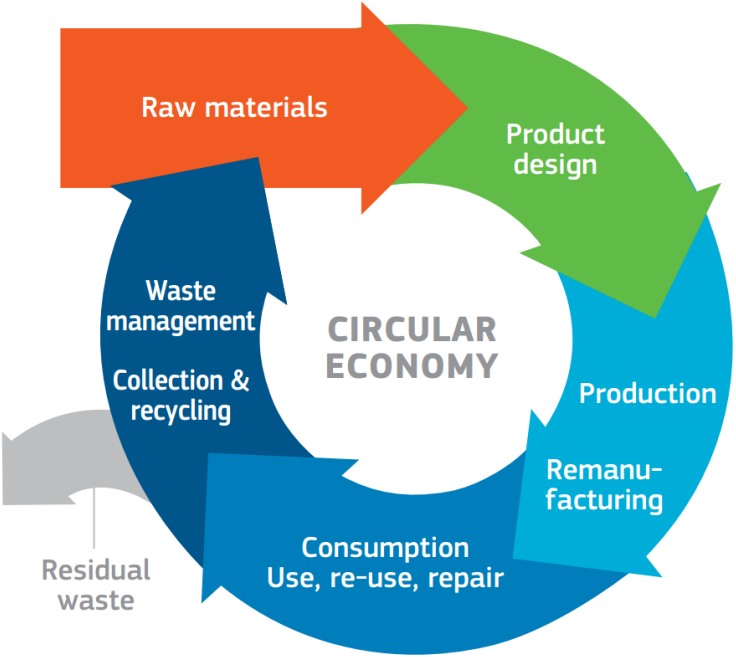 Raw materials
Product
design
Production
Remanu-
facturing
Consumption
Use, re-use, repair
Waste
management
Collection &
recycling
Residual
waste
CIRCULAR
ECONOMY